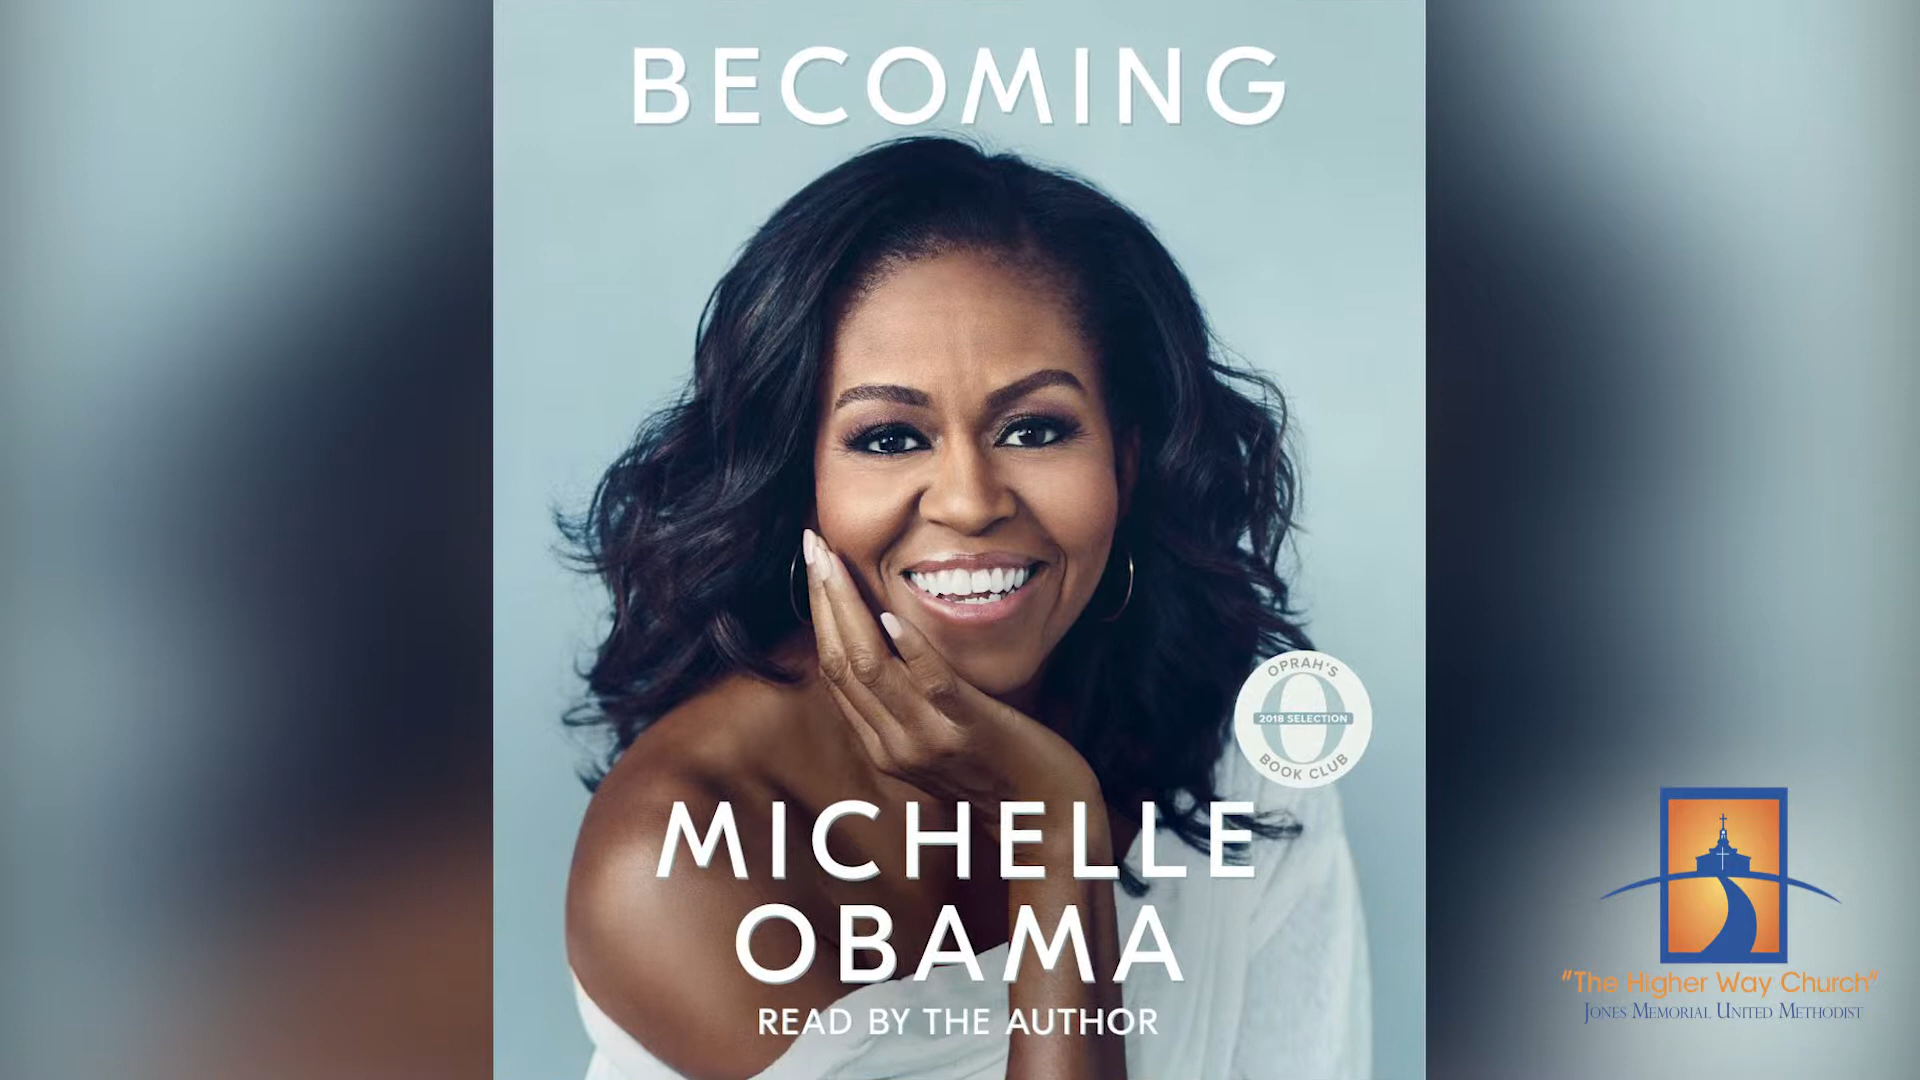 BECOMING
OPRAH'S
2018 SELECTION
BOOK CLUB
MICHELLE
OBAMA
READ BY THE AUTHOR
"The Higher Way Church"
JONES MEMORIAL UNITED METHODIST